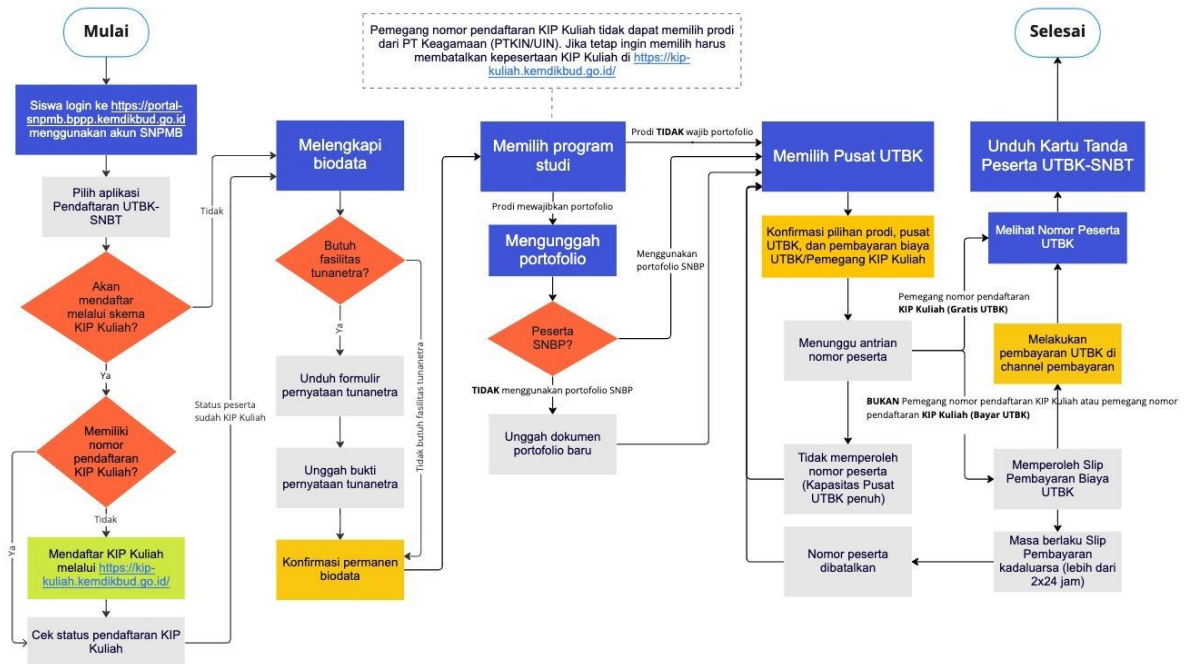 Mulai
Siswa login ke https://portal-
snpmb.bppp.kemdikbud.go.id
menggunakan akun SNPMB
Pilih aplikasi
Pendaftaran UTBK-
SNBT
Akan
mendaftar
melalui skema
KIP Kuliah?
Tidak
Ya
Memiliki
nomor
pendaftaran
KIP Kuliah?
Tidak
Ya
Mendaftar KIP Kuliah
melalui https://kip-
kuliah.kemdikbud.go.id/
Cek status pendaftaran KIP
Kuliah
Status peserta
sudah KIP Kuliah
Melengkapi
biodata
Butuh
fasilitas
tunanetra?
Ya
Tidak butuh fasilitas tunanetra
Unduh formulir
pernyataan tunanetra
Unggah bukti
pernyataan tunanetra
Konfirmasi permanen
biodata
Pemegang nomor pendaftaran KIP Kuliah tidak dapat memilih prodi
dari PT Keagamaan (PTKIN/UIN). Jika tetap ingin memilih harus
membatalkan kepesertaan KIP Kuliah di https://kip-
kuliah.kemdikbud.go.id/
Memilih program
studi
Prodi TIDAK wajib portofolio
Prodi mewajibkan portofolio
Mengunggah
portofolio
Menggunakan
portofolio SNBP
Peserta
SNBP?
TIDAK menggunakan portofolio SNBP
Unggah dokumen
portofolio baru
Memilih Pusat UTBK
Konfirmasi pilihan prodi, pusat
UTBK, dan pembayaran biaya
UTBK/Pemegang KIP Kuliah
Menunggu antrian
nomor peserta
Pemegang nomor pendaftaran
KIP Kuliah (Gratis UTBK)
BUKAN Pemegang nomor pendaftaran KIP Kuliah atau pemegang nomor
pendaftaran KIP Kuliah (Bayar UTBK)
Tidak memperoleh
nomor peserta
(Kapasitas Pusat
UTBK penuh)
Nomor peserta
dibatalkan
Selesai
Unduh Kartu Tanda
Peserta UTBK-SNBT
Melihat Nomor Peserta
UTBK
Melakukan
pembayaran UTBK di
channel pembayaran
Memperoleh Slip
Pembayaran Biaya
UTBK
Masa berlaku Slip
Pembayaran
kadaluarsa (lebih dari
2x24 jam)